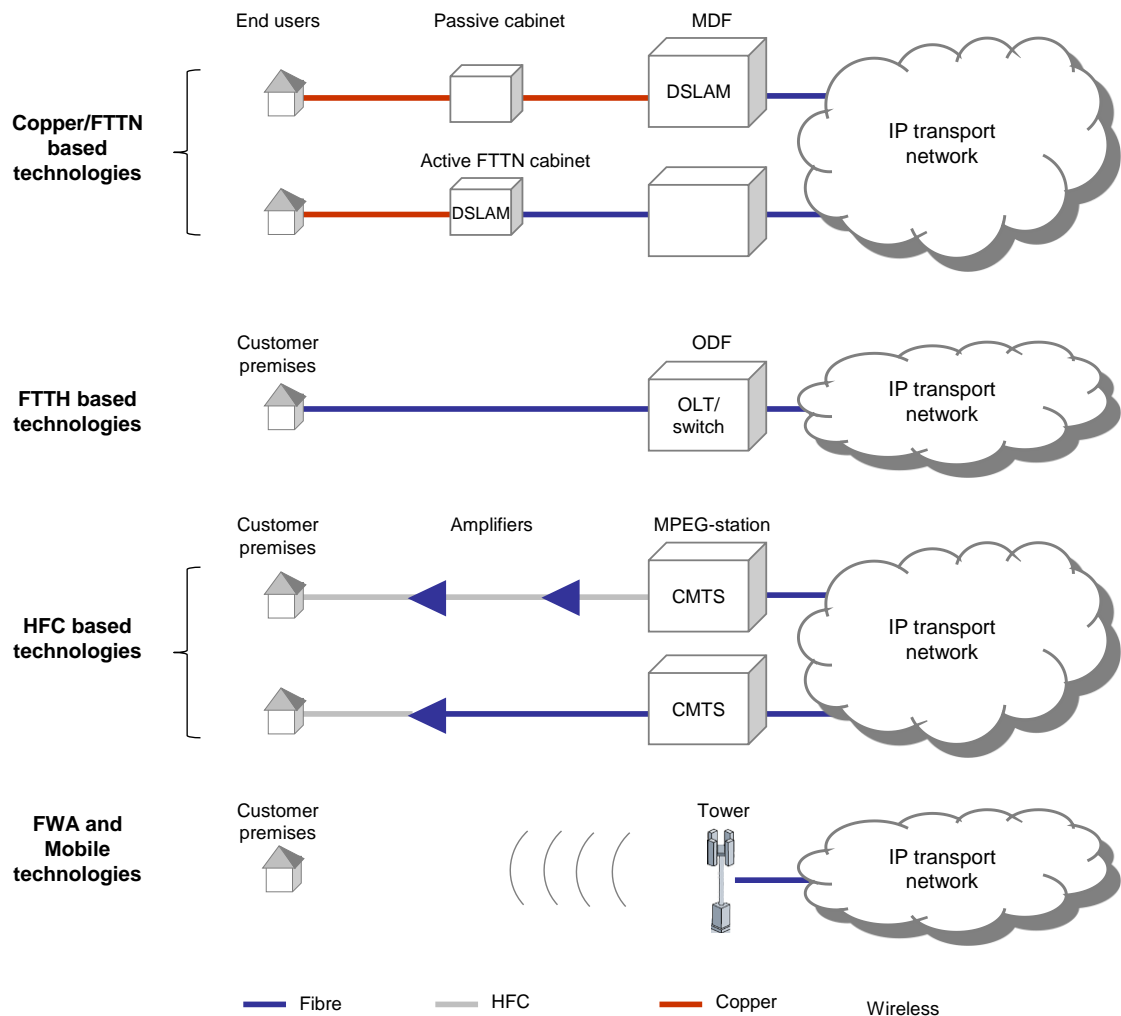 End users
Passive cabinet
MDF
DSLAM
Copper/FTTN
based
technologies
IP transport
network
Active FTTN cabinet
DSLAM
Customer
premises
ODF
FTTH based
technologies
OLT/
switch
IP transport
network
Customer
premises
Amplifiers
MPEG-station
CMTS
HFC based
technologies
IP transport
network
CMTS
Customer
premises
Tower
FWA and
Mobile
technologies
IP transport
network
Fibre
HFC
Copper
Wireless